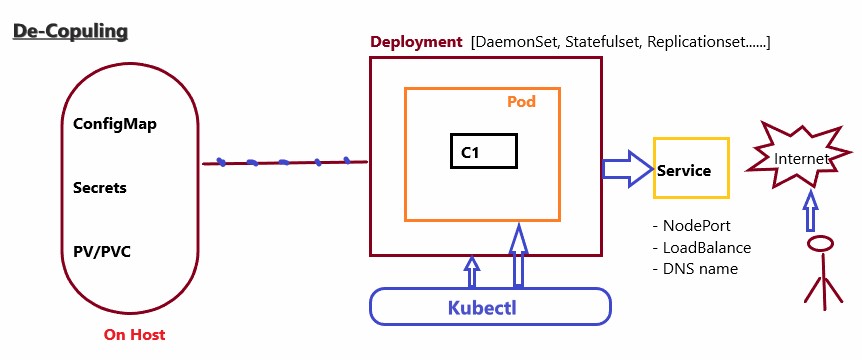 De-Copuling
Deployment [DaemonSet, Statefulset, Replicationset......]
ConfigMap
Secrets
PV/PVC
On Host
Pod
C1
Kubectl
Service
- NodePort
- LoadBalance
- DNS name
Internet